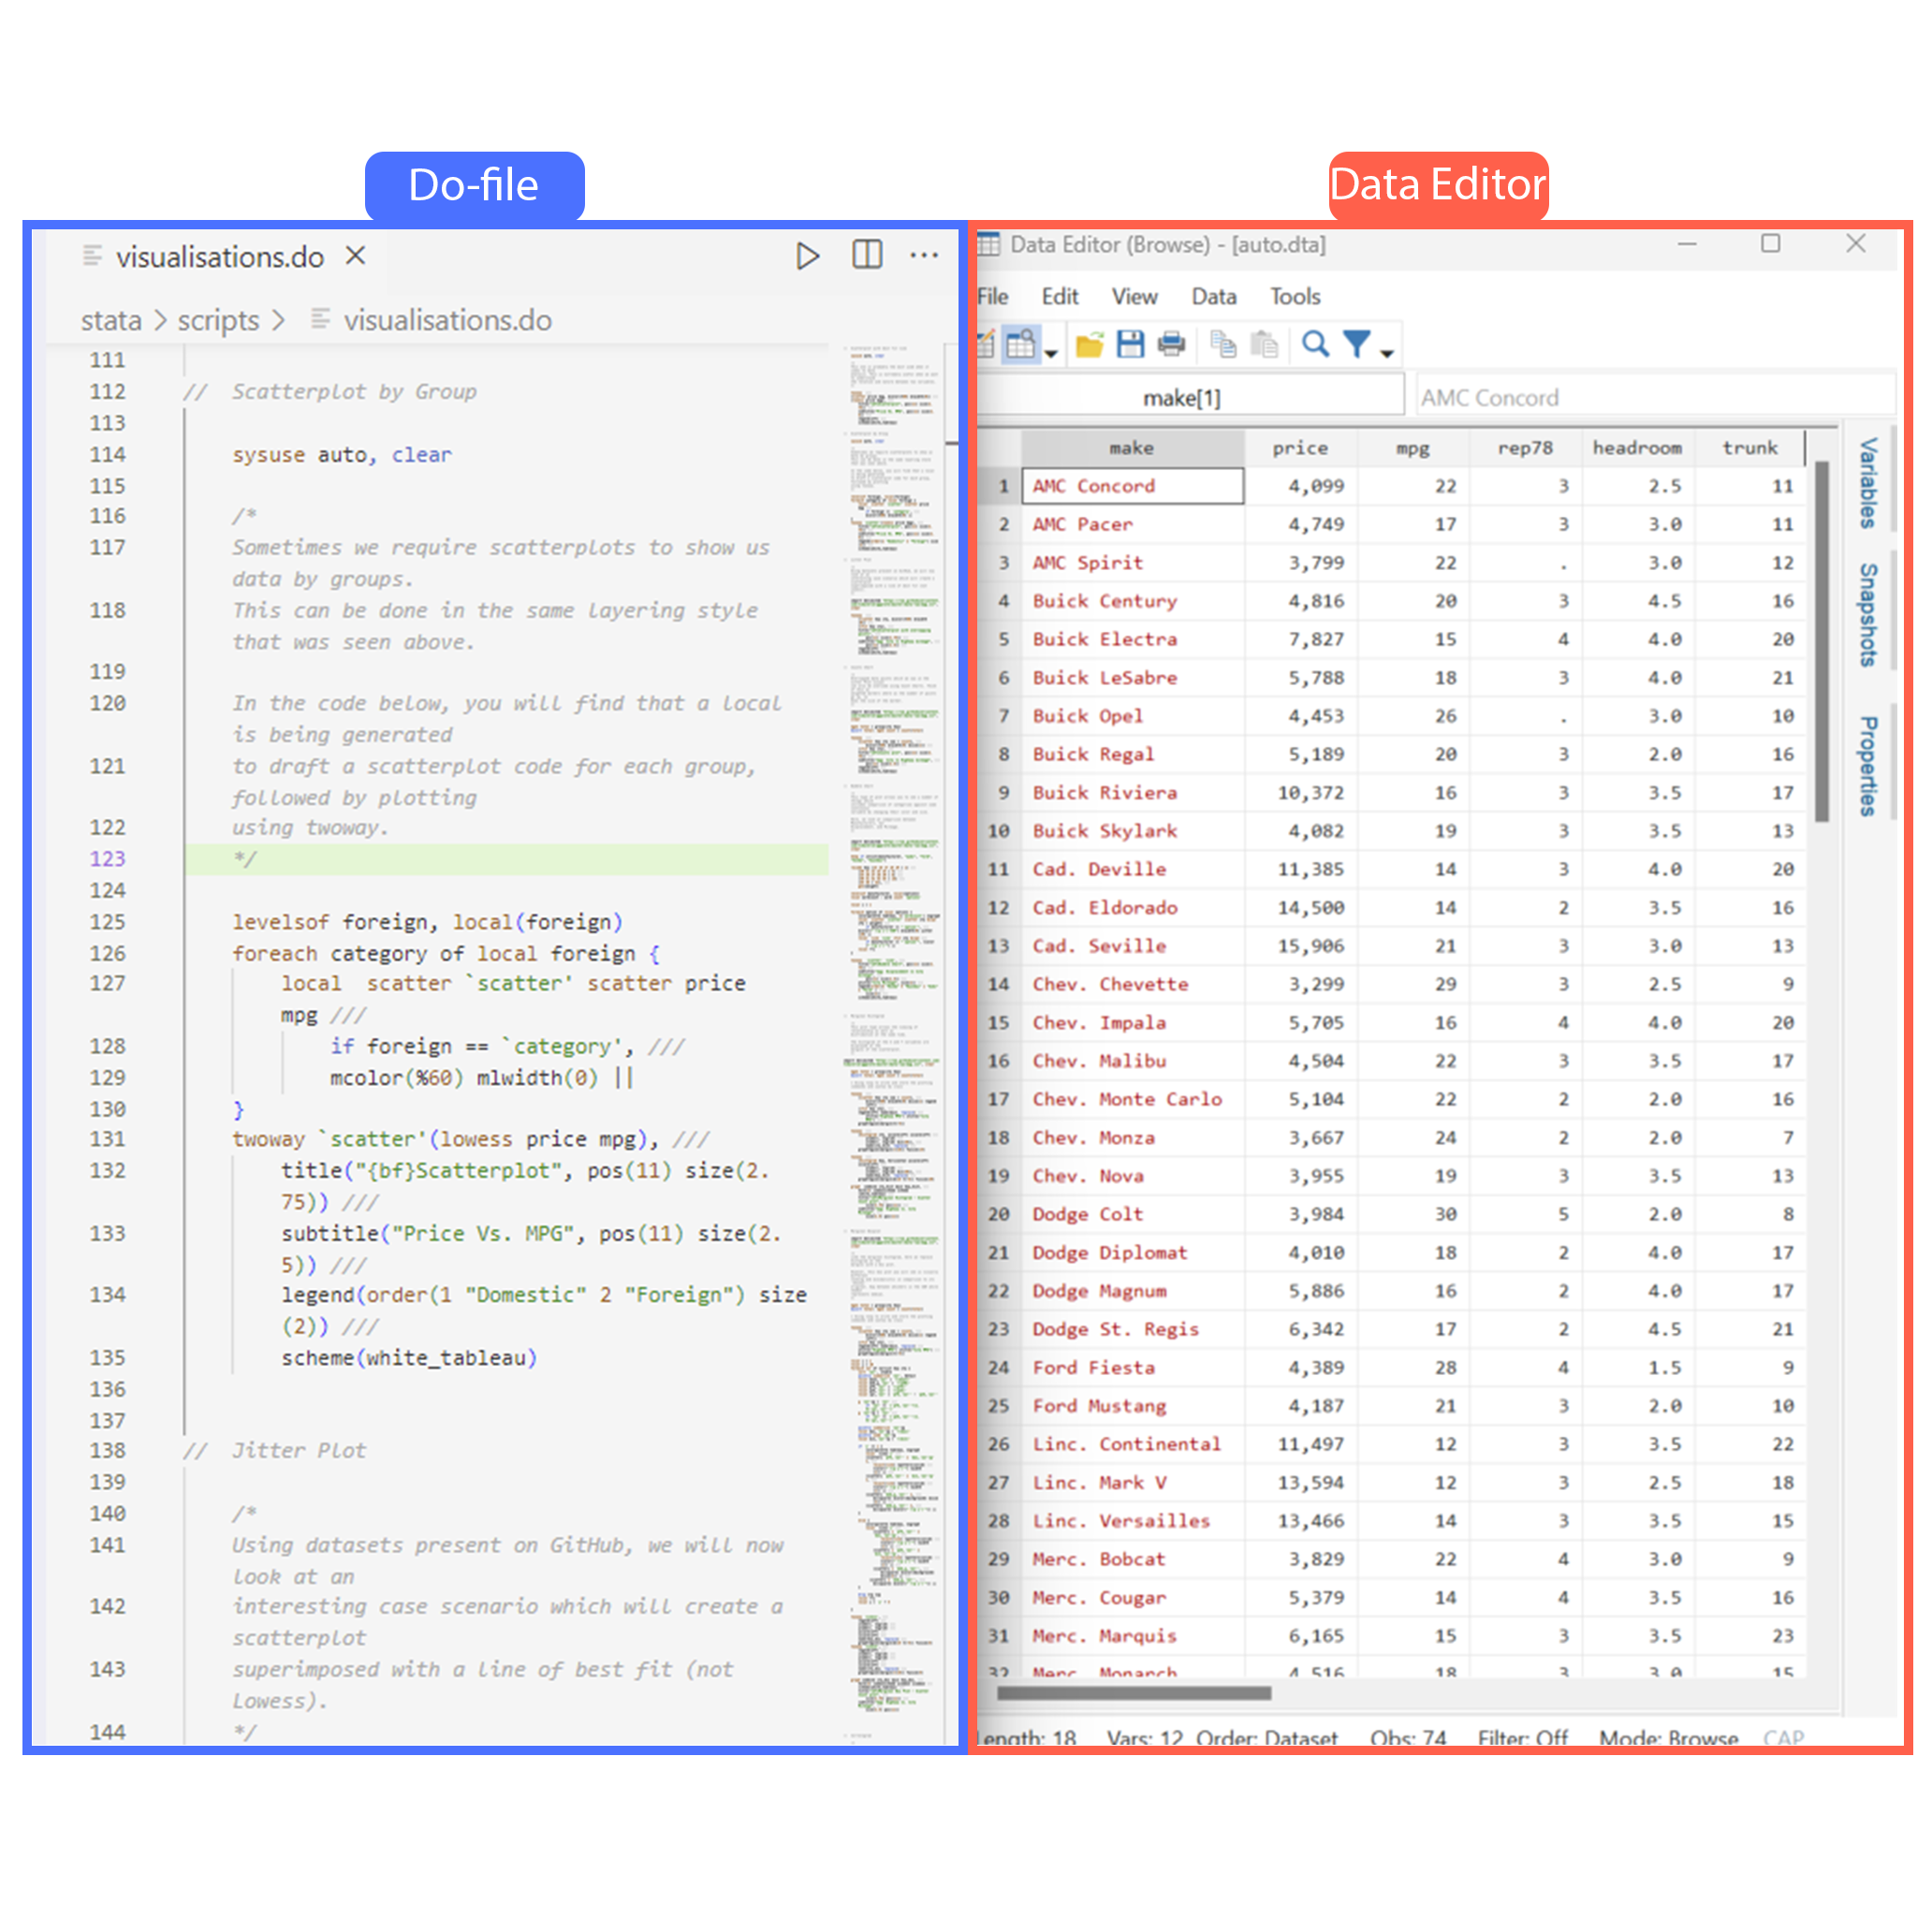 Do-file
Data Editor
visualisations.do
stata > scripts > visualisations.do
111
112 // Scatterplot by Group
113
114 sysuse auto, clear
115
116 /*
117 Sometimes we require scatterplots to show us
data by groups.
118 This can be done in the same layering style
that was seen above.
119
120 In the code below, you will find that a local
is being generated
121 to draft a scatterplot code for each group,
followed by plotting
122 using twoway.
123 */
124
125 levelsof foreign, local(foreign)
126 foreach category of local foreign {
127 local  scatter `scatter' scatter price
mpg ///
128 if foreign == `category', ///
129 mcolor(%60) mlwidth(0) ||
130 }
131 twoway `scatter'(lowess price mpg), ///
132 title("{bf}Scatterplot", pos(11) size(2.
75)) ///
133 subtitle("Price Vs. MPG", pos(11) size(2.
5)) ///
134 legend(order(1 "Domestic" 2 "Foreign") size
(2)) ///
135 scheme(white_tableau)
136
137
138 // Jitter Plot
139
140 /*
141 Using datasets present on GitHub, we will now
look at an
142 interesting case scenario which will create a
scatterplot
143 superimposed with a line of best fit (not
Lowess).
144 */
Data Editor (Browse) - [auto.dta]
File Edit View Data Tools
make[1] AMC Concord
make price mpg rep78 headroom trunk
1 AMC Concord 4,099 22 3 2.5 11
2 AMC Pacer 4,749 17 3 3.0 11
3 AMC Spirit 3,799 22 . 3.0 12
4 Buick Century 4,816 20 3 4.5 16
5 Buick Electra 7,827 15 4 4.0 20
6 Buick LeSabre 5,788 18 3 4.0 21
7 Buick Opel 4,453 26 . 3.0 10
8 Buick Regal 5,189 20 3 2.0 16
9 Buick Riviera 10,372 16 3 3.5 17
10 Buick Skylark 4,082 19 3 3.5 13
11 Cad. Deville 11,385 14 3 4.0 20
12 Cad. Eldorado 14,500 14 2 3.5 16
13 Cad. Seville 15,906 21 3 3.0 13
14 Chev. Chevette 3,299 29 3 2.5 9
15 Chev. Impala 5,705 16 4 4.0 20
16 Chev. Malibu 4,504 22 3 3.5 17
17 Chev. Monte Carlo 5,104 22 2 2.0 16
18 Chev. Monza 3,667 24 2 2.0 7
19 Chev. Nova 3,955 19 3 3.5 13
20 Dodge Colt 3,984 30 5 2.0 8
21 Dodge Diplomat 4,010 18 2 4.0 17
22 Dodge Magnum 5,886 16 2 4.0 17
23 Dodge St. Regis 6,342 17 2 4.5 21
24 Ford Fiesta 4,389 28 4 1.5 9
25 Ford Mustang 4,187 21 3 2.0 10
26 Linc. Continental 11,497 12 3 3.5 22
27 Linc. Mark V 13,594 12 3 2.5 18
28 Linc. Versailles 13,466 14 3 3.5 15
29 Merc. Bobcat 3,829 22 4 3.0 9
30 Merc. Cougar 5,379 14 4 3.5 16
31 Merc. Marquis 6,165 15 3 3.5 23
32 Merc. Monarch 4,516 18 3 3.0 15
Variables
Snapshots
Properties
Length: 18 Vars: 12 Order: Dataset Obs: 74 Filter: Off Mode: Browse CAP